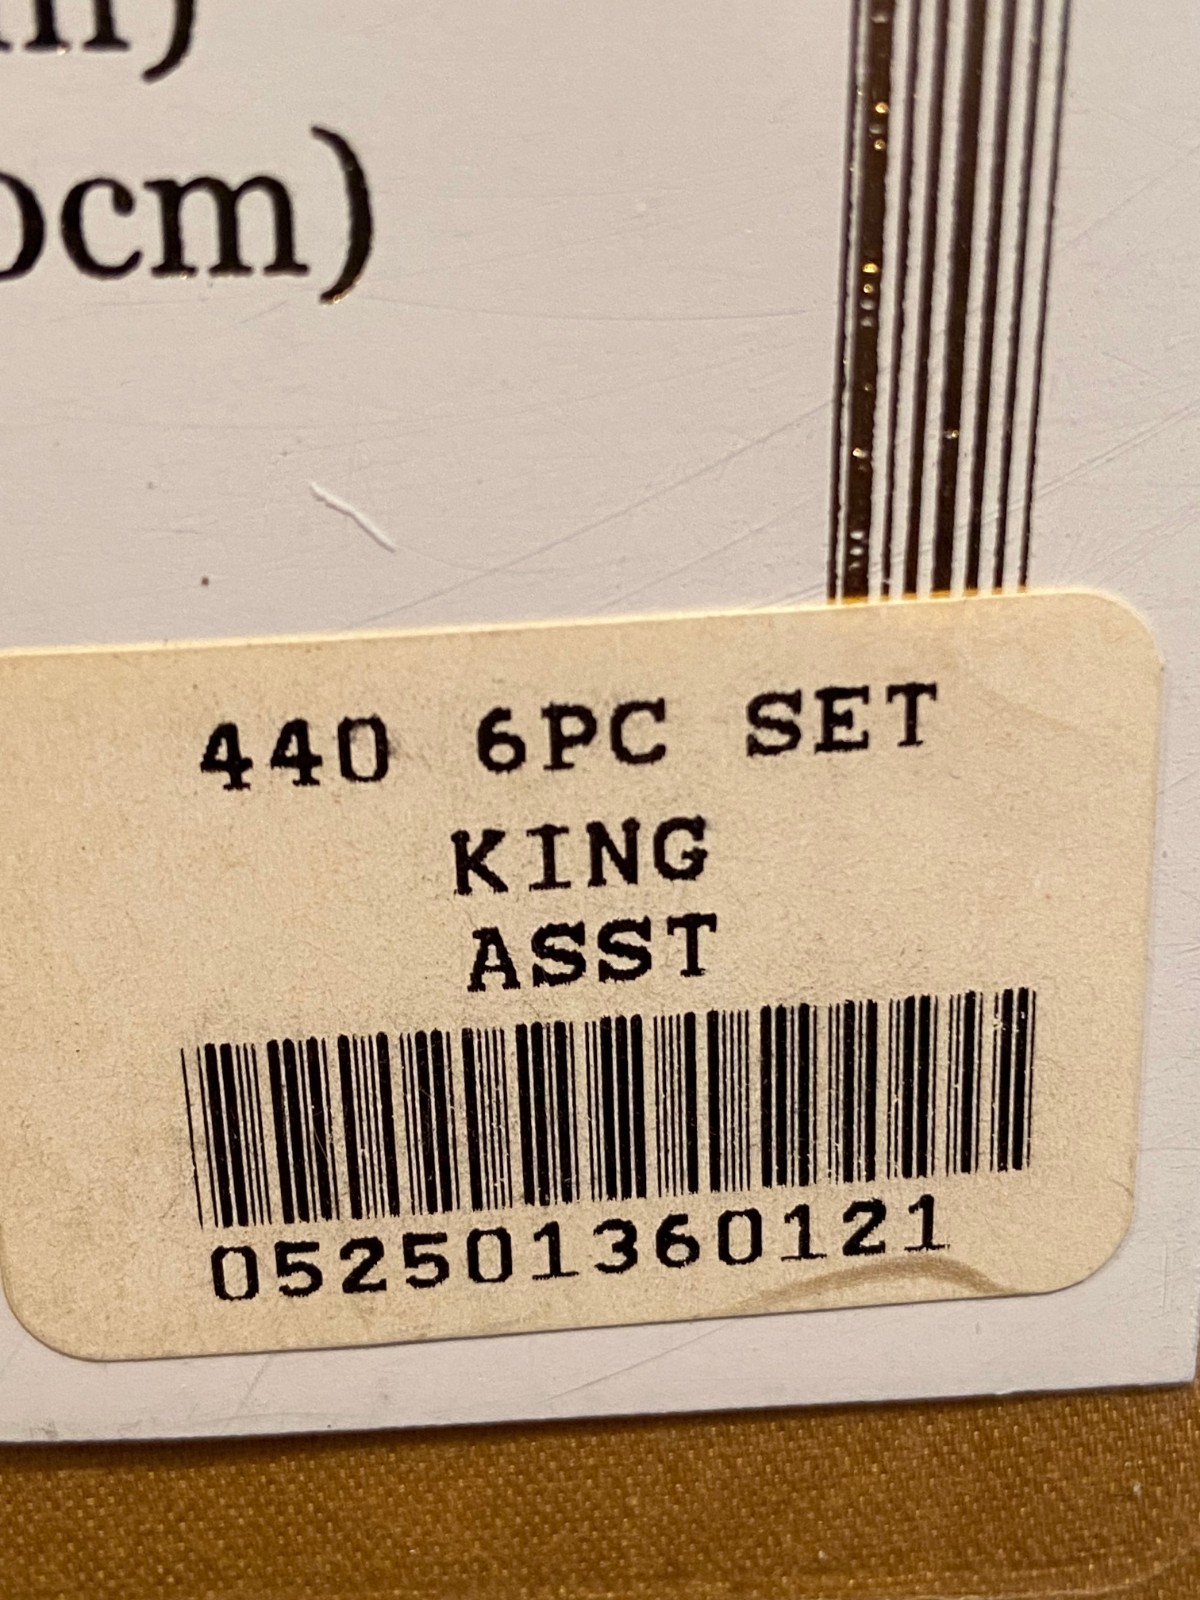 cm)
440 6PC SET
KING
ASST
052501360121